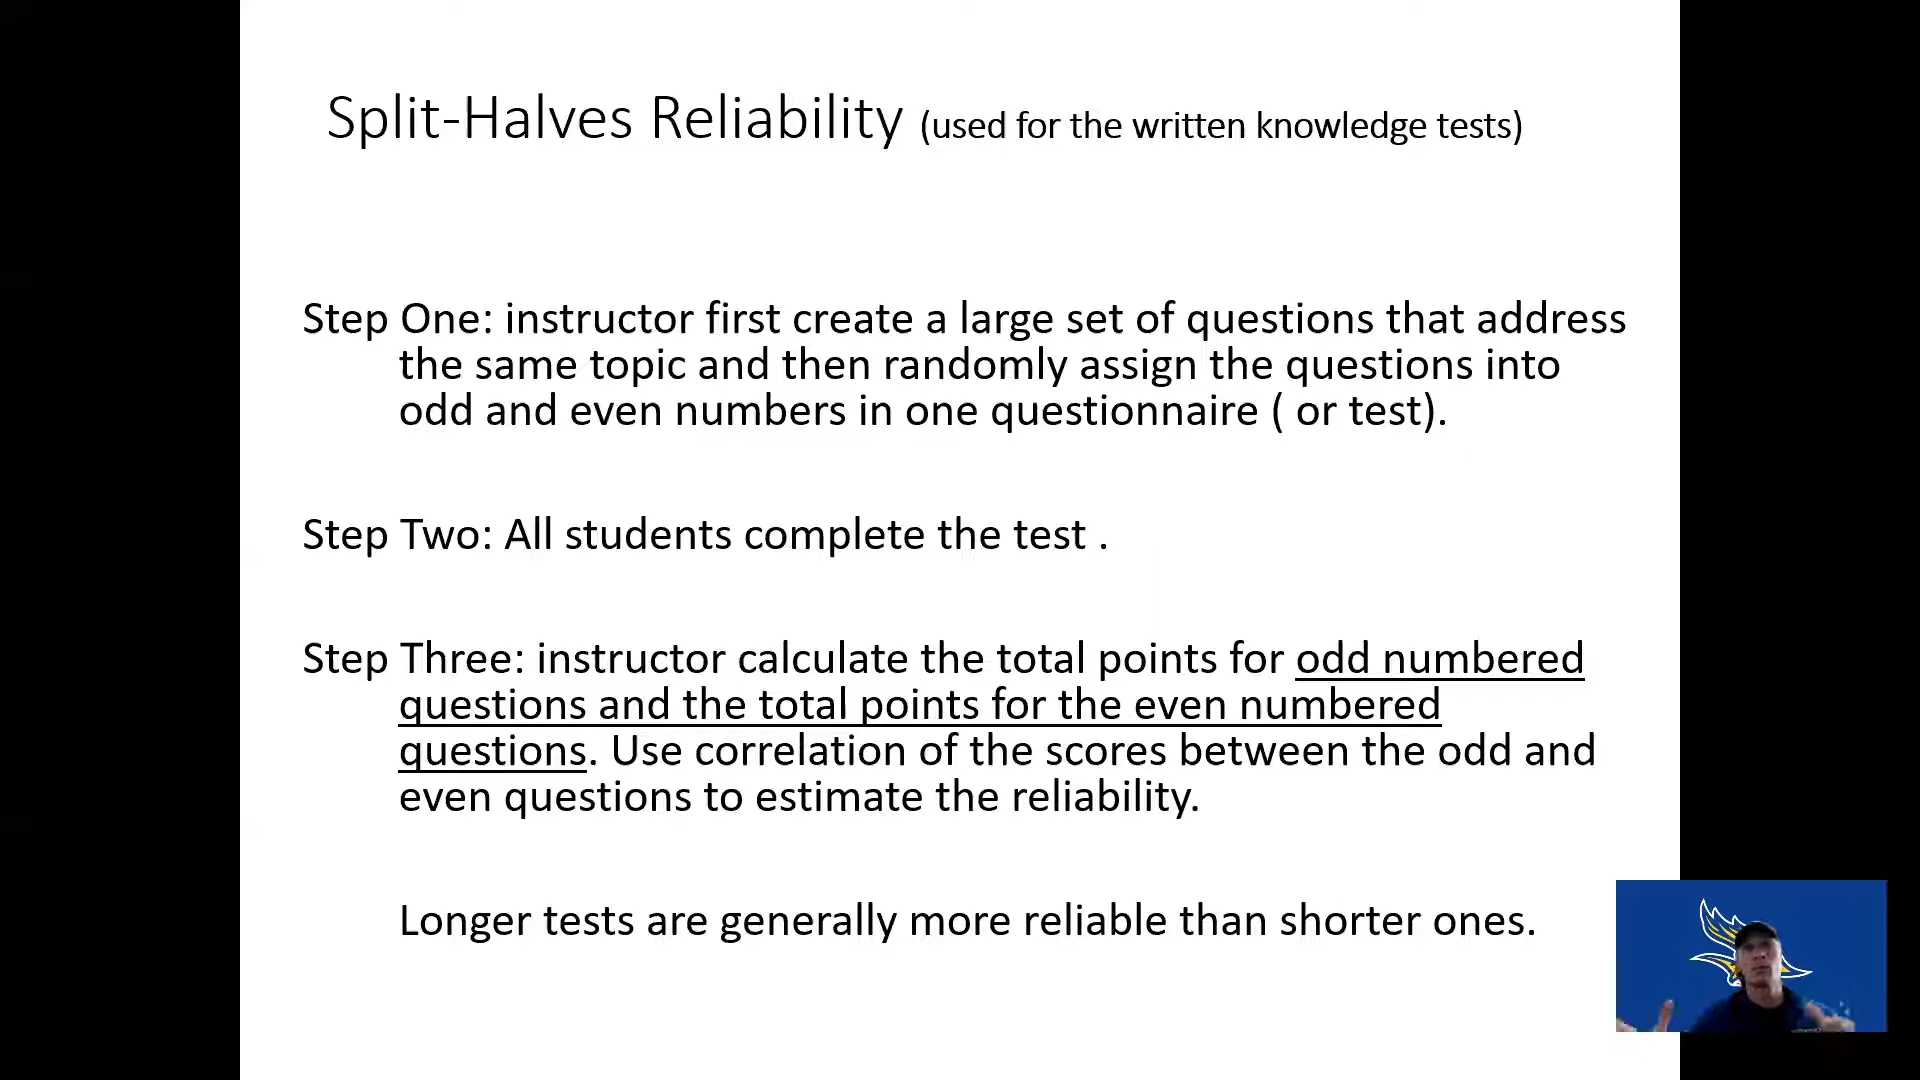 Split-Halves Reliability (used for the written knowledge tests)
Step One: instructor first create a large set of questions that address
the same topic and then randomly assign the questions into
odd and even numbers in one questionnaire ( or test).
Step Two: All students complete the test .
Step Three: instructor calculate the total points for odd numbered
questions and the total points for the even numbered
questions. Use correlation of the scores between the odd and
even questions to estimate the reliability.
Longer tests are generally more reliable than shorter ones.